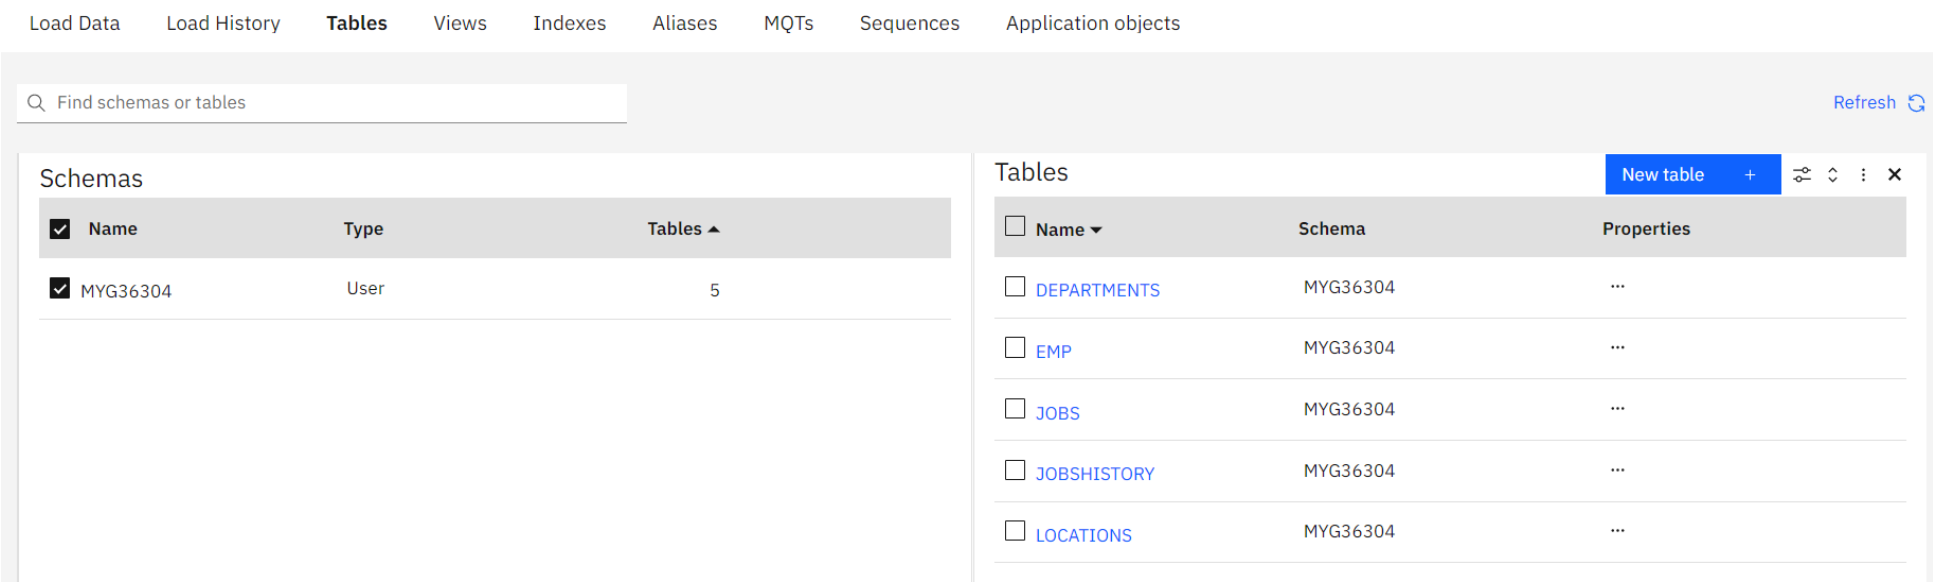 Load Data Load History Tables Views Indexes Aliases MQTs Sequences Application objects
Find schemas or tables
Refresh
Schemas
Name Type Tables
MYG36304 User 5
Tables
New table +
Name Schema Properties
DEPARTMENTS MYG36304 ...
EMP MYG36304 ...
JOBS MYG36304 ...
JOBSHISTORY MYG36304 ...
LOCATIONS MYG36304 ...